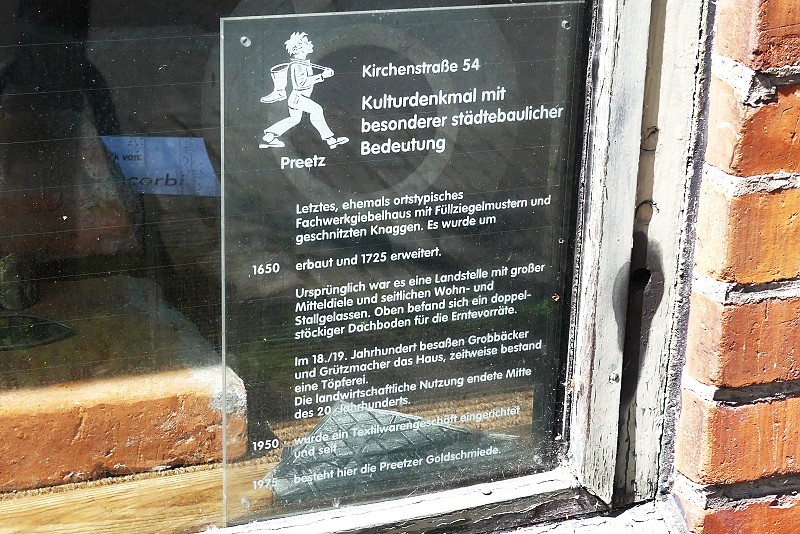 Kirchenstraße 54
Kulturdenkmal mit
besonderer städtebaulicher
Bedeutung
Preetz
Letztes, ehemals ortstypisches
Fachwerkgiebelhaus mit Füllziegelmustern und
geschnitzten Knaggen. Es wurde um
1650 erbaut und 1725 erweitert.
Ursprünglich war es eine Landstelle mit großer
Mitteldiele und seitlichen Wohn- und
Stallgelassen. Oben befand sich ein doppel-
stöckiger Dachboden für die Erntevorräte.
Im 18./19. Jahrhundert besaßen Grobbäcker
und Grützmacher das Haus, zeitweise bestand
eine Töpferei.
Die landwirtschaftliche Nutzung endete Mitte
des 20. Jahrhunderts.
1950 wurde ein Textilwarengeschäft eingerichtet
und seit
1975 besteht hier die Preetzer Goldschmiede.
von:
corbi